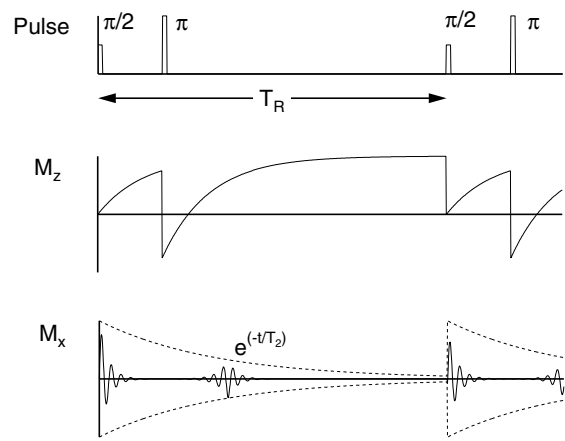 Pulse π/2 π π/2 π
T_R
M_z
M_x e^(-t/T_2)